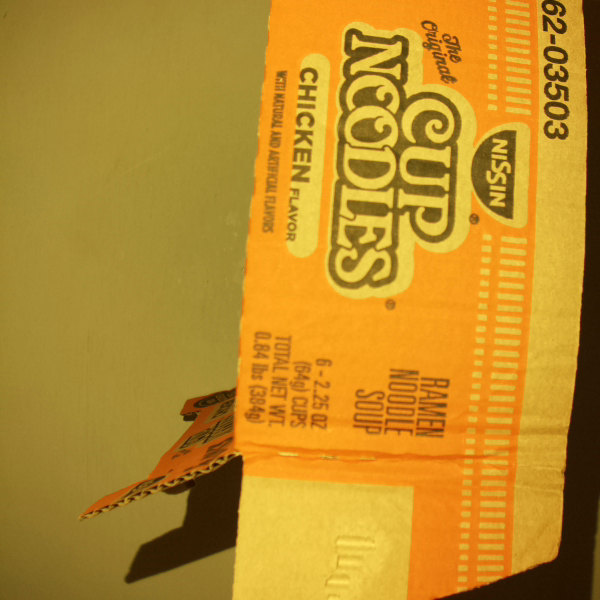 62-03503
NISSIN
The
Original
CUP
NOODLES
CHICKEN FLAVOR
WITH NATURAL AND ARTIFICIAL FLAVORS
RAMEN
NOODLE
SOUP
6 - 2.25 OZ
(64g) CUPS
TOTAL NET WT.
0.84 lbs (384g)